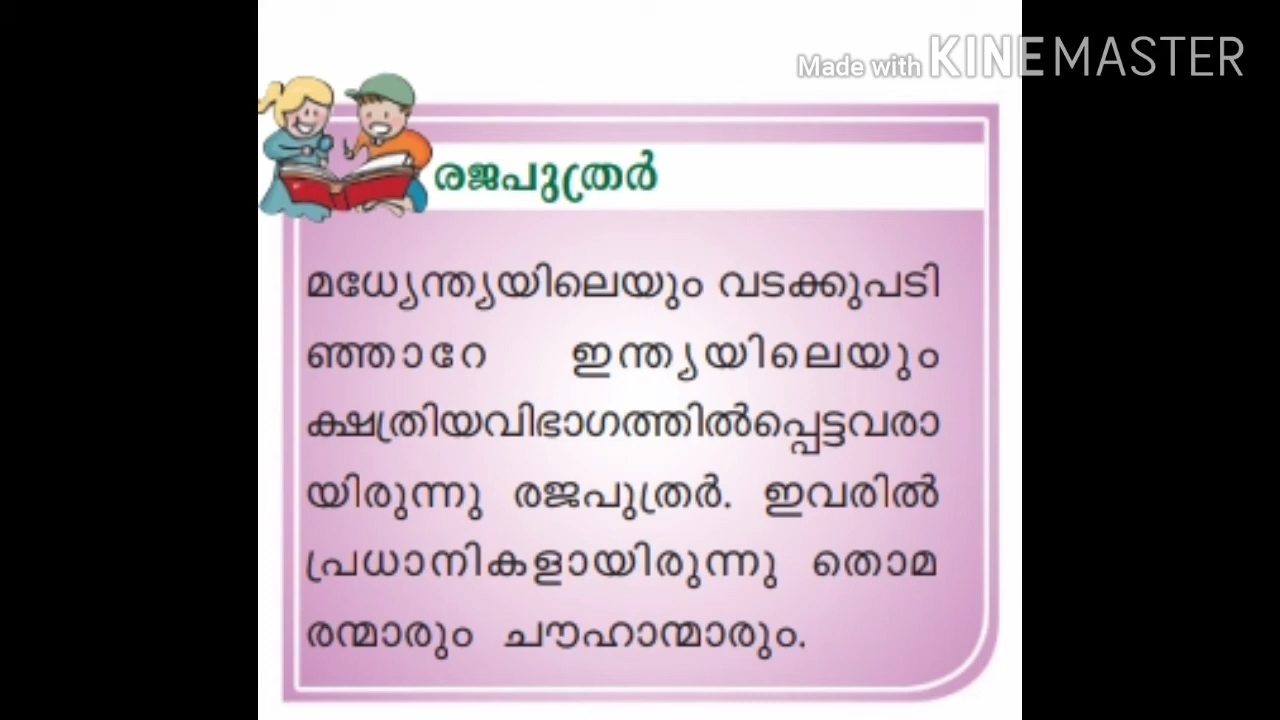 Made with KINEMASTER
രജപുത്രർ
മധ്യേന്ത്യയിലെയും വടക്കുപടി
ഞ്ഞാറേ ഇന്ത്യയിലെയും
ക്ഷത്രിയവിഭാഗത്തിൽപ്പെട്ടവരാ
യിരുന്നു രജപുത്രർ. ഇവരിൽ
പ്രധാനികളായിരുന്നു തൊമ
രന്മാരും ചൗഹാന്മാരും.